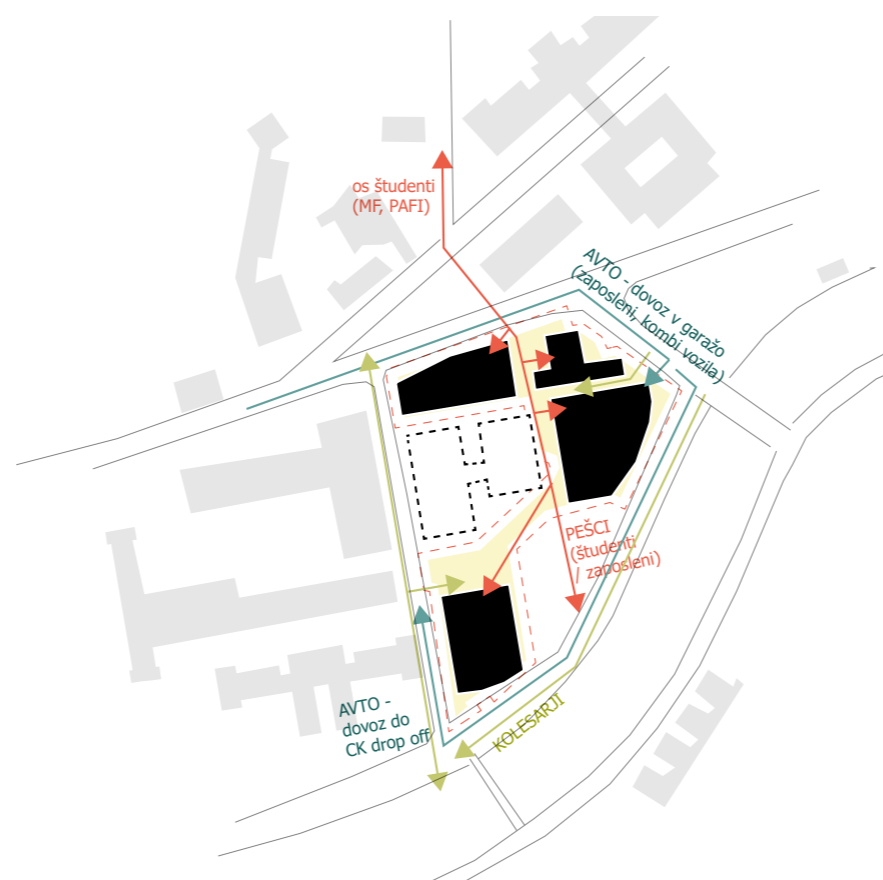 os študenti
(MF, PAFI)
AVTO - dovoz v garažo
(zaposleni, kombi vozila)
PEŠCI
(študenti
/ zaposleni)
AVTO -
dovoz do
CK drop off
KOLESARJI